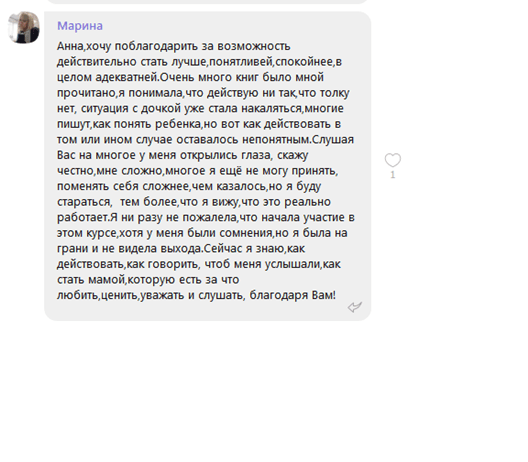 Марина
Анна,хочу поблагодарить за возможность
действительно стать лучше,понятливей,спокойнее,в
целом адекватней.Очень много книг было мной
прочитано,я понимала,что действую ни так,что толку
нет, ситуация с дочкой уже стала накаляться,многие
пишут,как понять ребенка,но вот как действовать в
том или ином случае оставалось непонятным.Слушая
Вас на многое у меня открылись глаза, скажу
честно,мне сложно,многое я ещё не могу принять,
поменять себя сложнее,чем казалось,но я буду
стараться,  тем более,что я вижу,что это реально
работает.Я ни разу не пожалела,что начала участие в
этом курсе,хотя у меня были сомнения,но я была на
грани и не видела выхода.Сейчас я знаю,как
действовать,как говорить, чтоб меня услышали,как
стать мамой,которую есть за что
любить,ценить,уважать и слушать, благодаря Вам!
1